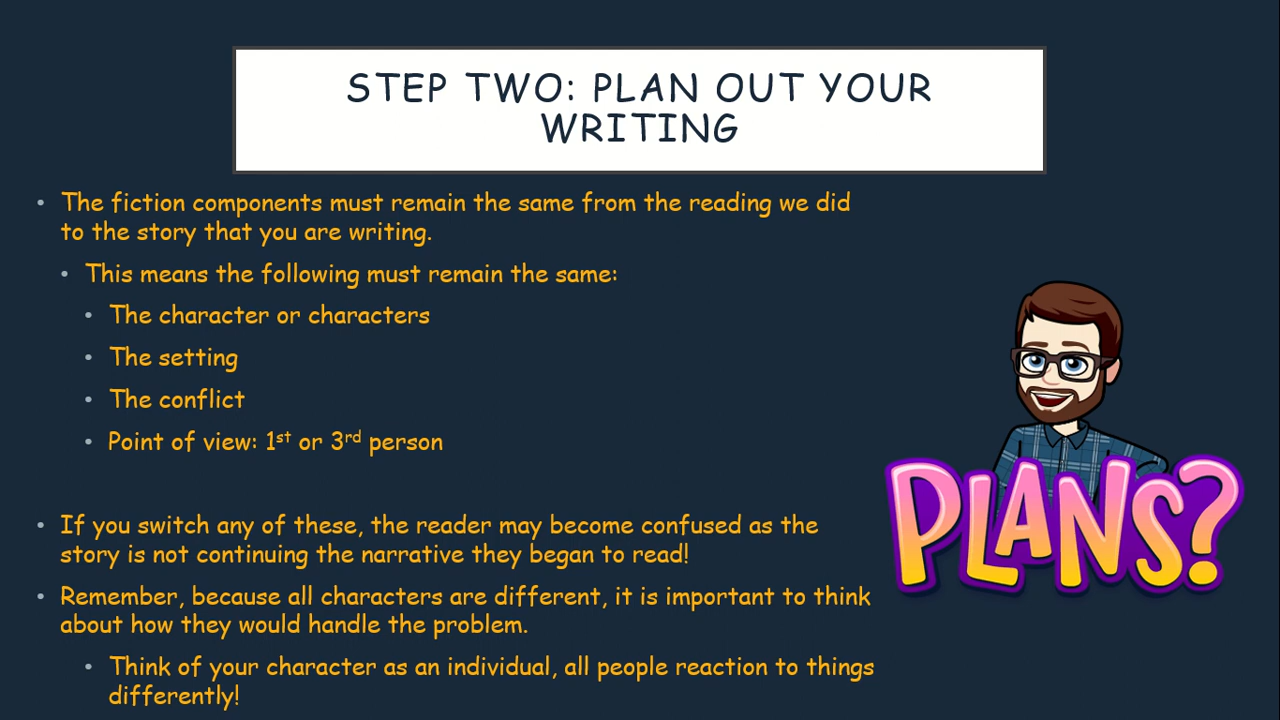 STEP TWO: PLAN OUT YOUR
WRITING
• The fiction components must remain the same from the reading we did
to the story that you are writing.
• This means the following must remain the same:
• The character or characters
• The setting
• The conflict
• Point of view: 1st or 3rd person
• If you switch any of these, the reader may become confused as the
story is not continuing the narrative they began to read!
• Remember, because all characters are different, it is important to think
about how they would handle the problem.
• Think of your character as an individual, all people reaction to things
differently!
PLANS?